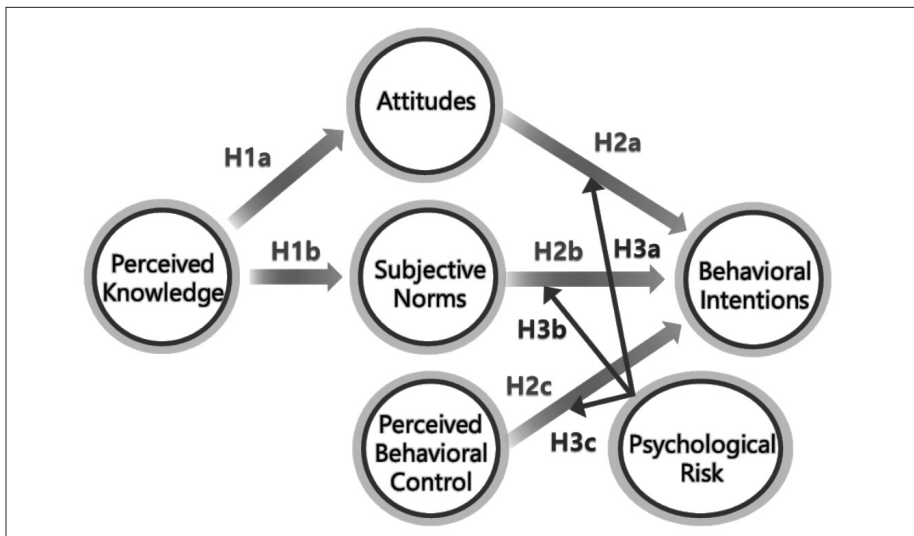 Attitudes
H1a
H2a
H1b
H2b
H3a
Perceived
Knowledge
Subjective
Norms
Behavioral
Intentions
H3b
H2c
H3c
Perceived
Behavioral
Control
Psychological
Risk